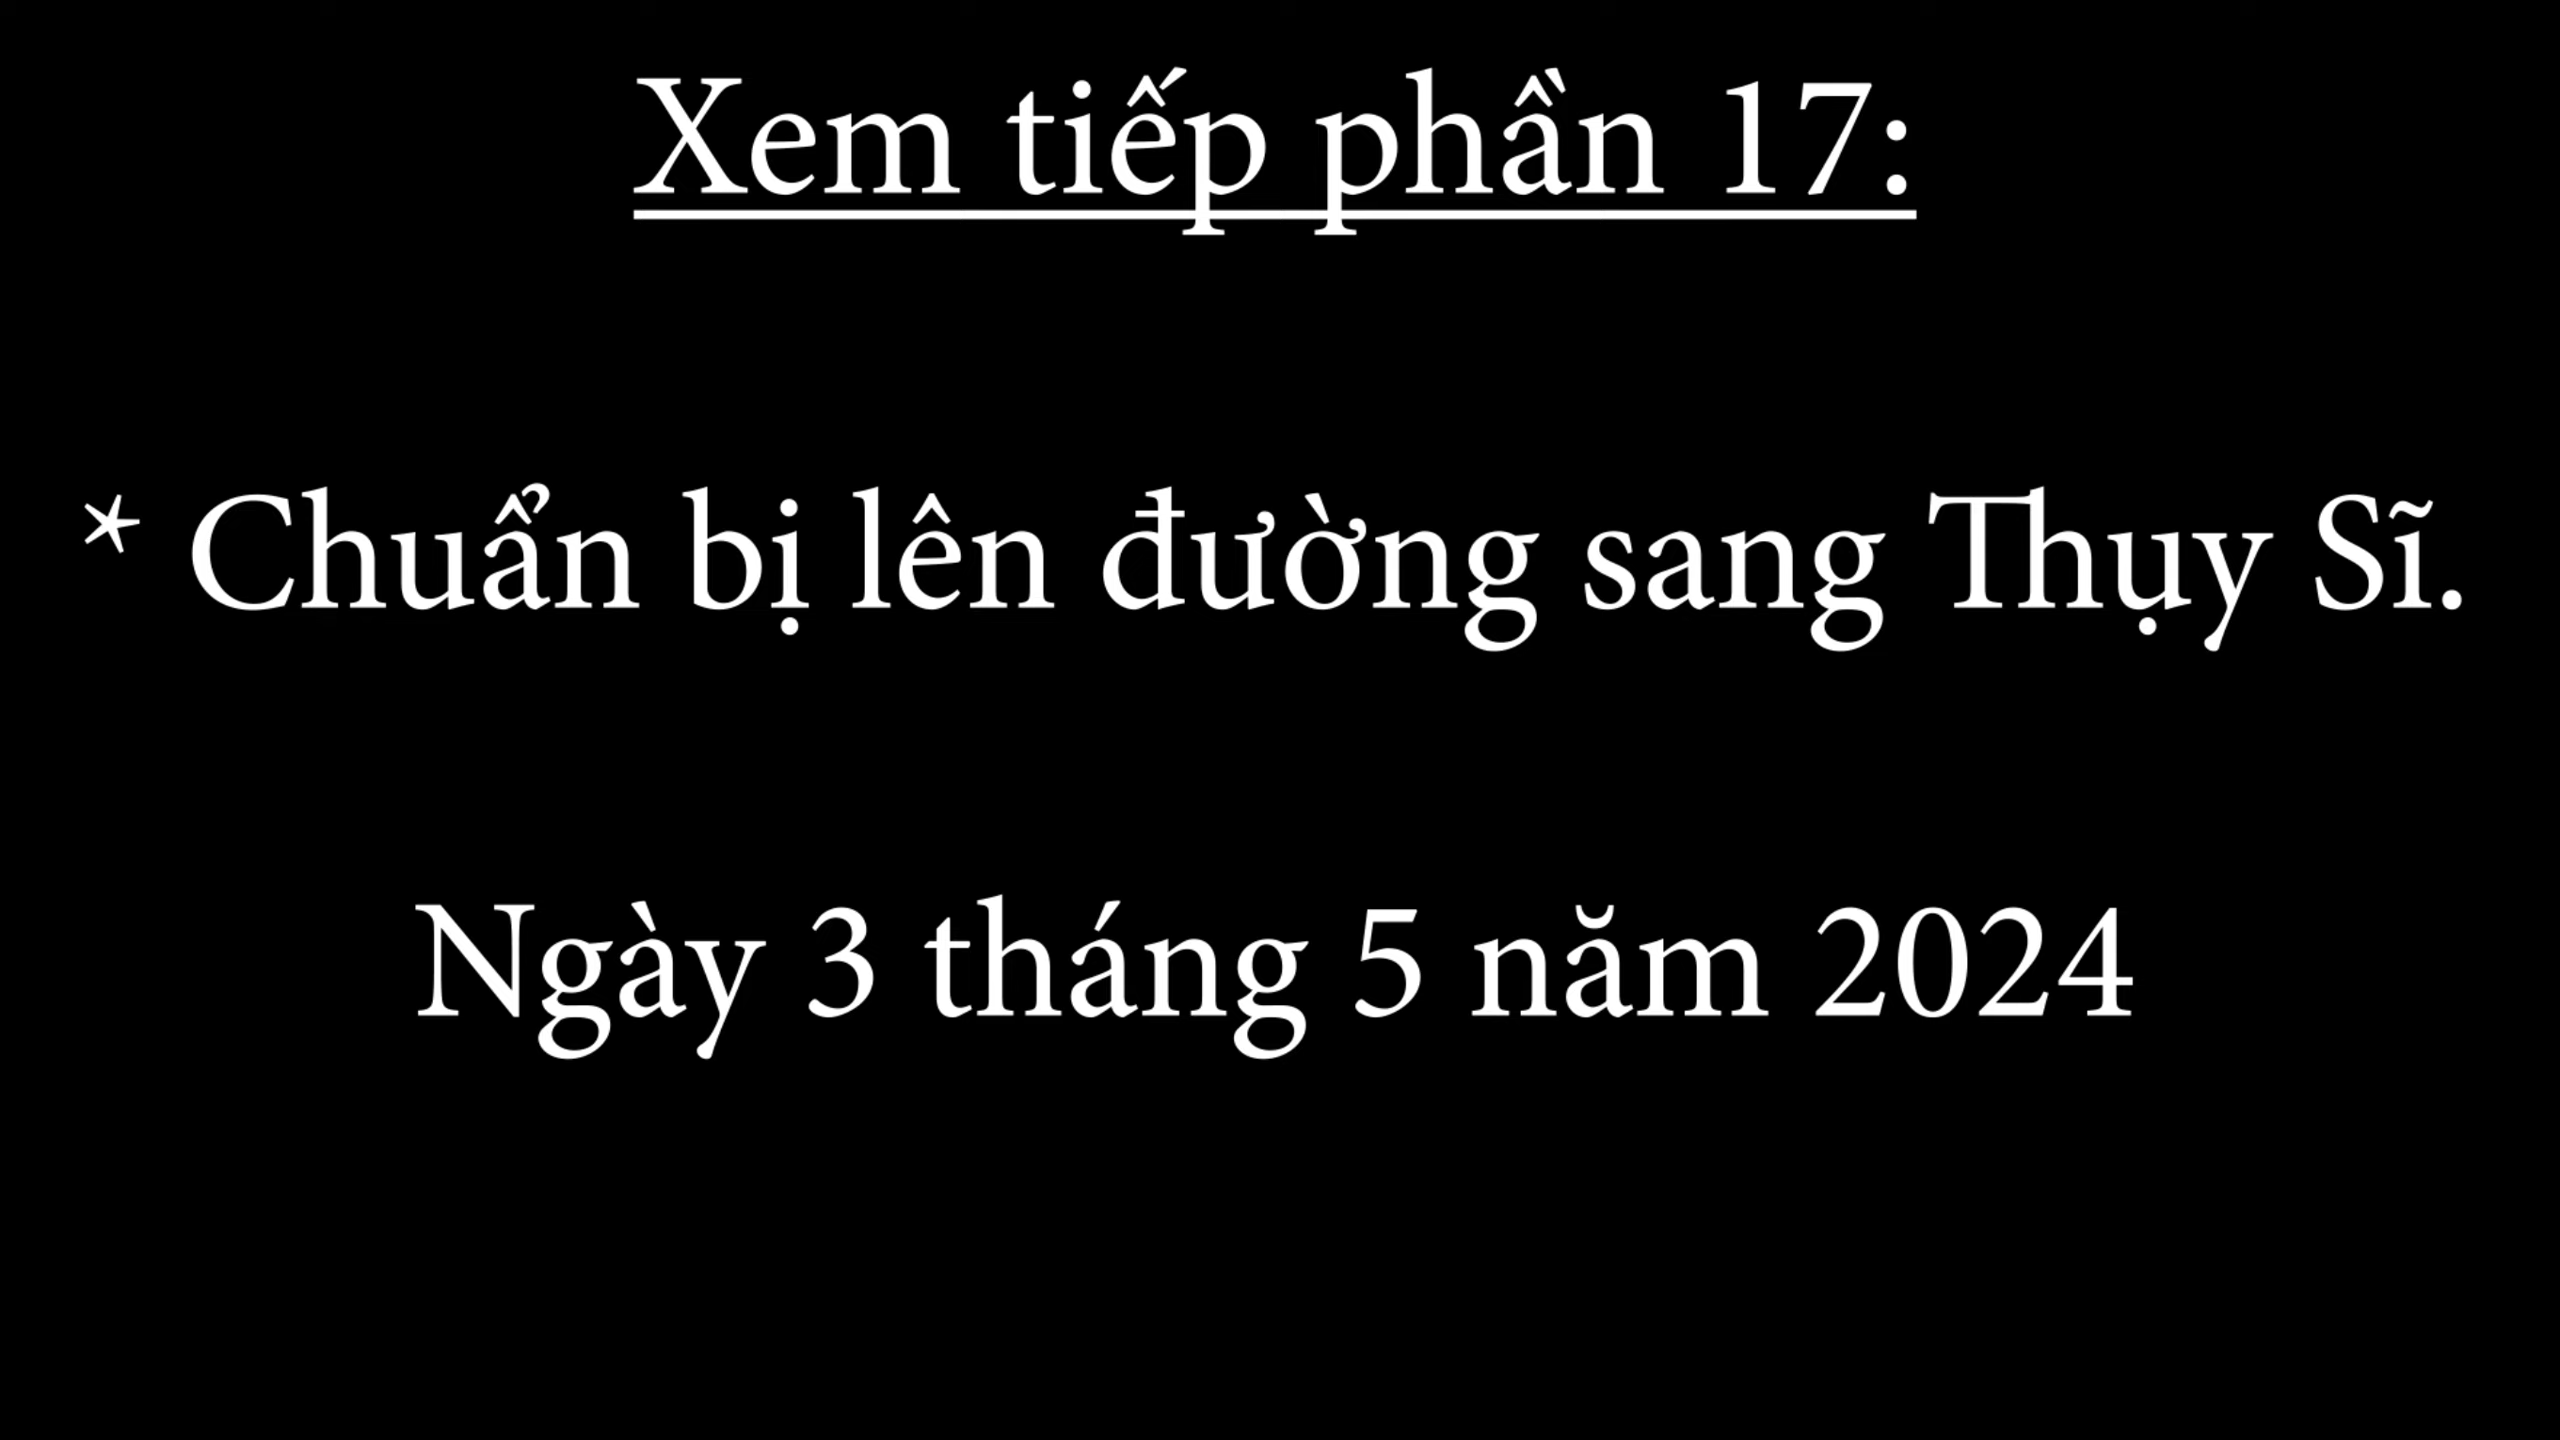 Xem tiếp phần 17:
* Chuẩn bị lên đường sang Thụy Sĩ.
Ngày 3 tháng 5 năm 2024